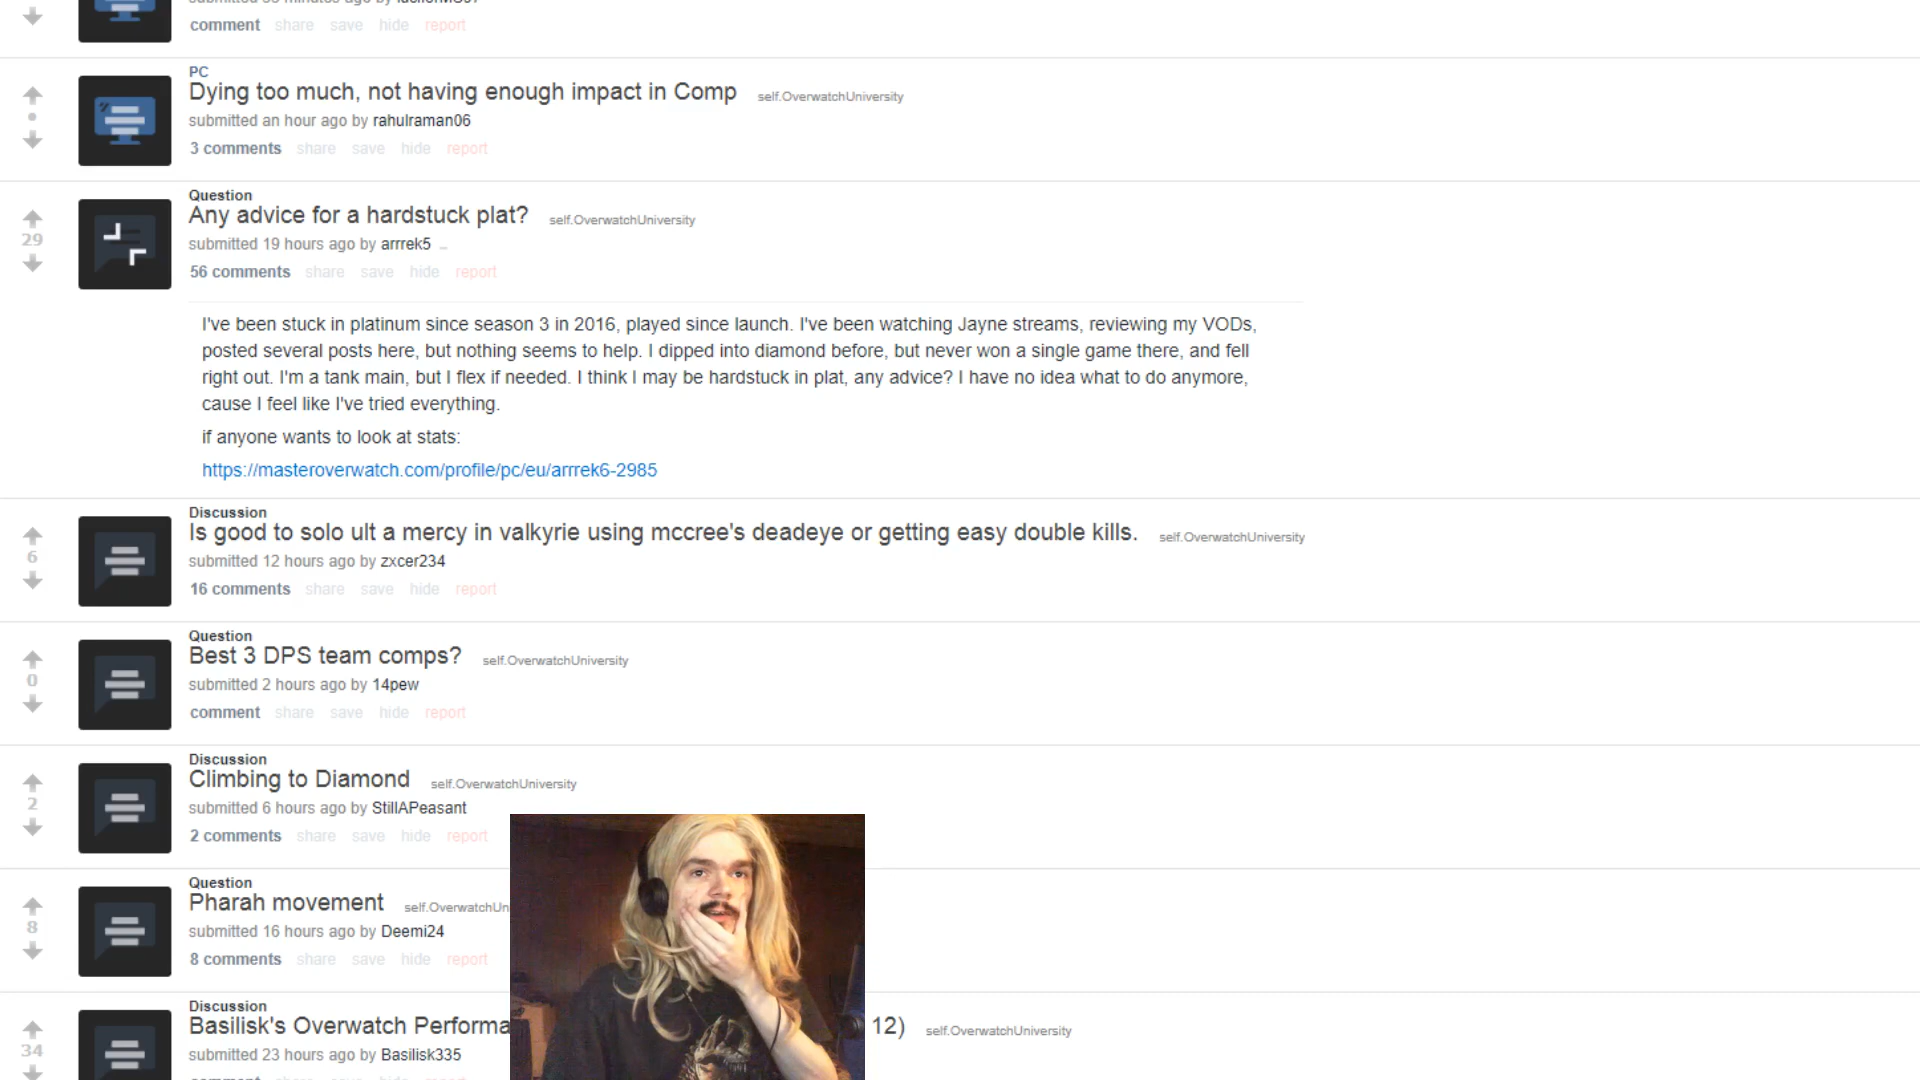 comment share save hide report
PC
Dying too much, not having enough impact in Comp self.OverwatchUniversity
submitted an hour ago by rahulraman06
3 comments share save hide report
Question
Any advice for a hardstuck plat? self.OverwatchUniversity
29
submitted 19 hours ago by arrrek5
56 comments share save hide report
I've been stuck in platinum since season 3 in 2016, played since launch. I've been watching Jayne streams, reviewing my VODs,
posted several posts here, but nothing seems to help. I dipped into diamond before, but never won a single game there, and fell
right out. I'm a tank main, but I flex if needed. I think I may be hardstuck in plat, any advice? I have no idea what to do anymore,
cause I feel like I've tried everything.
if anyone wants to look at stats:
https://masteroverwatch.com/profile/pc/eu/arrrek6-2985
Discussion
Is good to solo ult a mercy in valkyrie using mccree's deadeye or getting easy double kills. self.OverwatchUniversity
6
submitted 12 hours ago by zxcer234
16 comments share save hide report
Question
Best 3 DPS team comps? self.OverwatchUniversity
0
submitted 2 hours ago by 14pew
comment share save hide report
Discussion
Climbing to Diamond self.OverwatchUniversity
2
submitted 6 hours ago by StillAPeasant
2 comments share save hide report
Question
Pharah movement self.OverwatchUn
8
submitted 16 hours ago by Deemi24
8 comments share save hide report
Discussion
Basilisk's Overwatch Performa 12) self.OverwatchUniversity
34
submitted 23 hours ago by Basilisk335